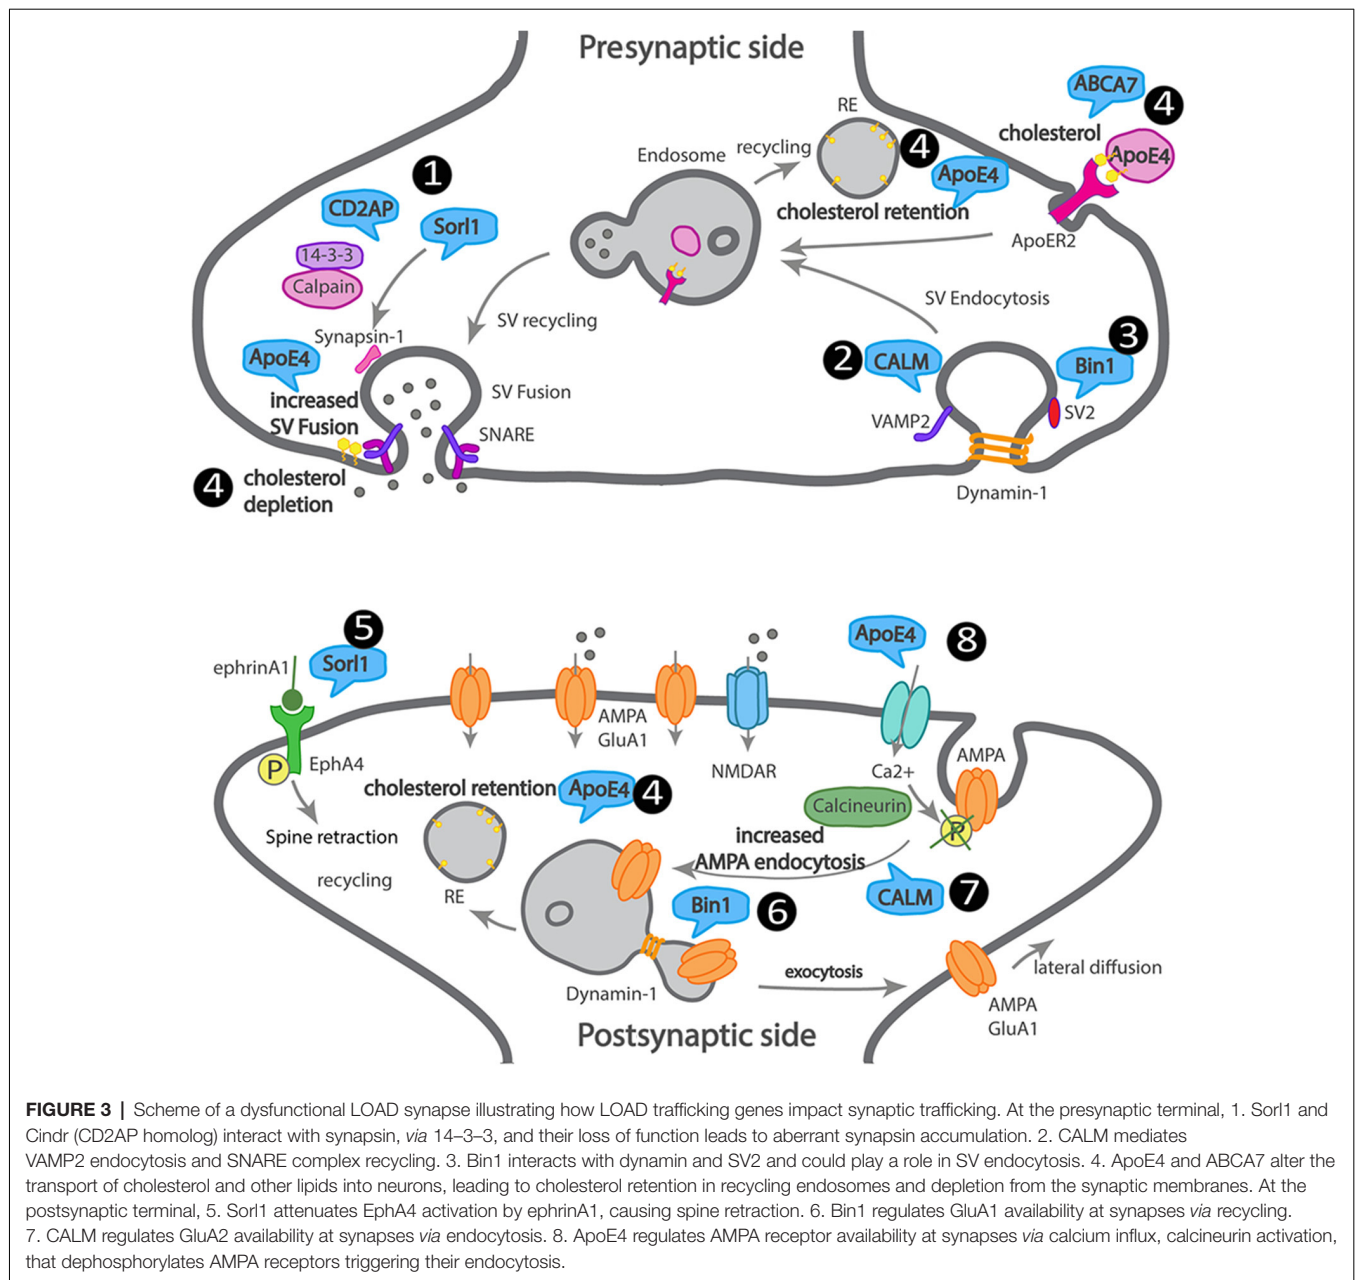 Presynaptic side
ABCA7
4
RE
cholesterol
ApoE4
recycling
Endosome
4
ApoE4
cholesterol retention
ApoER2
1
CD2AP
Sorl1
14-3-3
Calpain
SV Endocytosis
SV recycling
Synapsin-1
ApoE4
3
2
CALM
Bin1
increased
SV Fusion
SV Fusion
VAMP2
SV2
SNARE
4
cholesterol
depletion
Dynamin-1
5
Sorl1
ephrinA1
ApoE4
8
AMPA
GluA1
EphA4
P
NMDAR
Ca2+
AMPA
cholesterol retention
ApoE4
4
Calcineurin
P
Spine retraction
increased
AMPA endocytosis
recycling
RE
Bin1
6
CALM
7
Dynamin-1
exocytosis
lateral diffusion
AMPA
GluA1
Postsynaptic side
FIGURE 3 | Scheme of a dysfunctional LOAD synapse illustrating how LOAD trafficking genes impact synaptic trafficking. At the presynaptic terminal, 1. Sorl1 and
Cindr (CD2AP homolog) interact with synapsin, via 14–3–3, and their loss of function leads to aberrant synapsin accumulation. 2. CALM mediates
VAMP2 endocytosis and SNARE complex recycling. 3. Bin1 interacts with dynamin and SV2 and could play a role in SV endocytosis. 4. ApoE4 and ABCA7 alter the
transport of cholesterol and other lipids into neurons, leading to cholesterol retention in recycling endosomes and depletion from the synaptic membranes. At the
postsynaptic terminal, 5. Sorl1 attenuates EphA4 activation by ephrinA1, causing spine retraction. 6. Bin1 regulates GluA1 availability at synapses via recycling.
7. CALM regulates GluA2 availability at synapses via endocytosis. 8. ApoE4 regulates AMPA receptor availability at synapses via calcium influx, calcineurin activation,
that dephosphorylates AMPA receptors triggering their endocytosis.